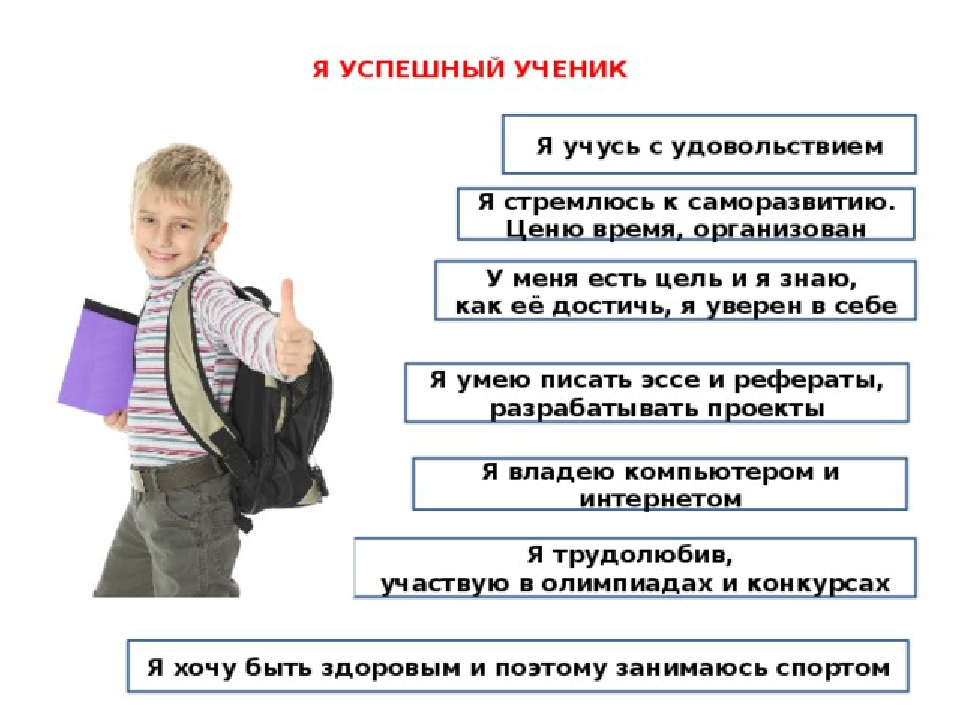 Я УСПЕШНЫЙ УЧЕНИК
Я учусь с удовольствием
Я стремлюсь к саморазвитию.
Ценю время, организован
У меня есть цель и я знаю,
как её достичь, я уверен в себе
Я умею писать эссе и рефераты,
разрабатывать проекты
Я владею компьютером и
интернетом
Я трудолюбив,
участвую в олимпиадах и конкурсах
Я хочу быть здоровым и поэтому занимаюсь спортом